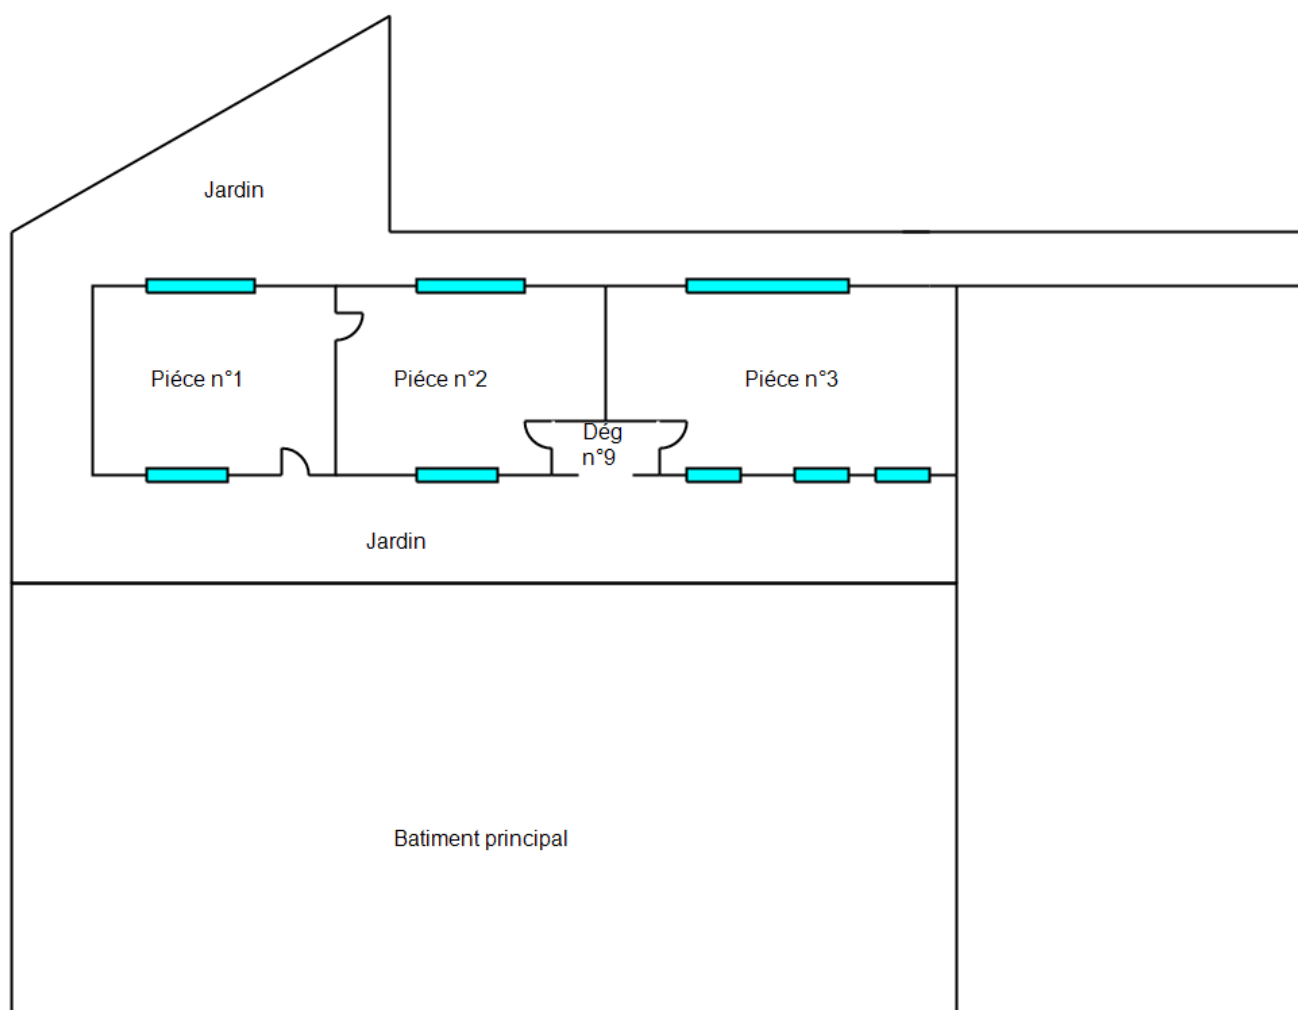 Jardin
Piéce n°1
Piéce n°2
Piéce n°3
Dég
n°9
Jardin
Batiment principal